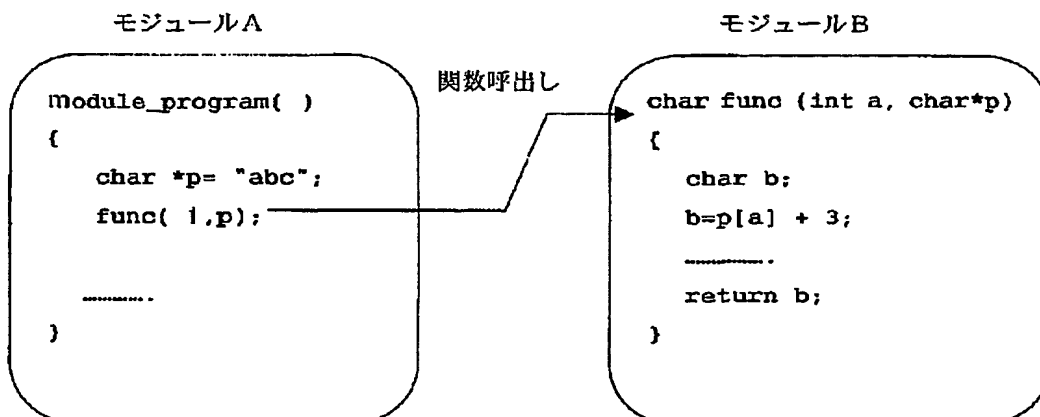 モジュールA
module_program( )
{
char *p= "abc";
func( i,p);
............
}
関数呼出し
モジュールB
char func (int a, char*p)
{
char b;
b=p[a] + 3;
............
return b;
}